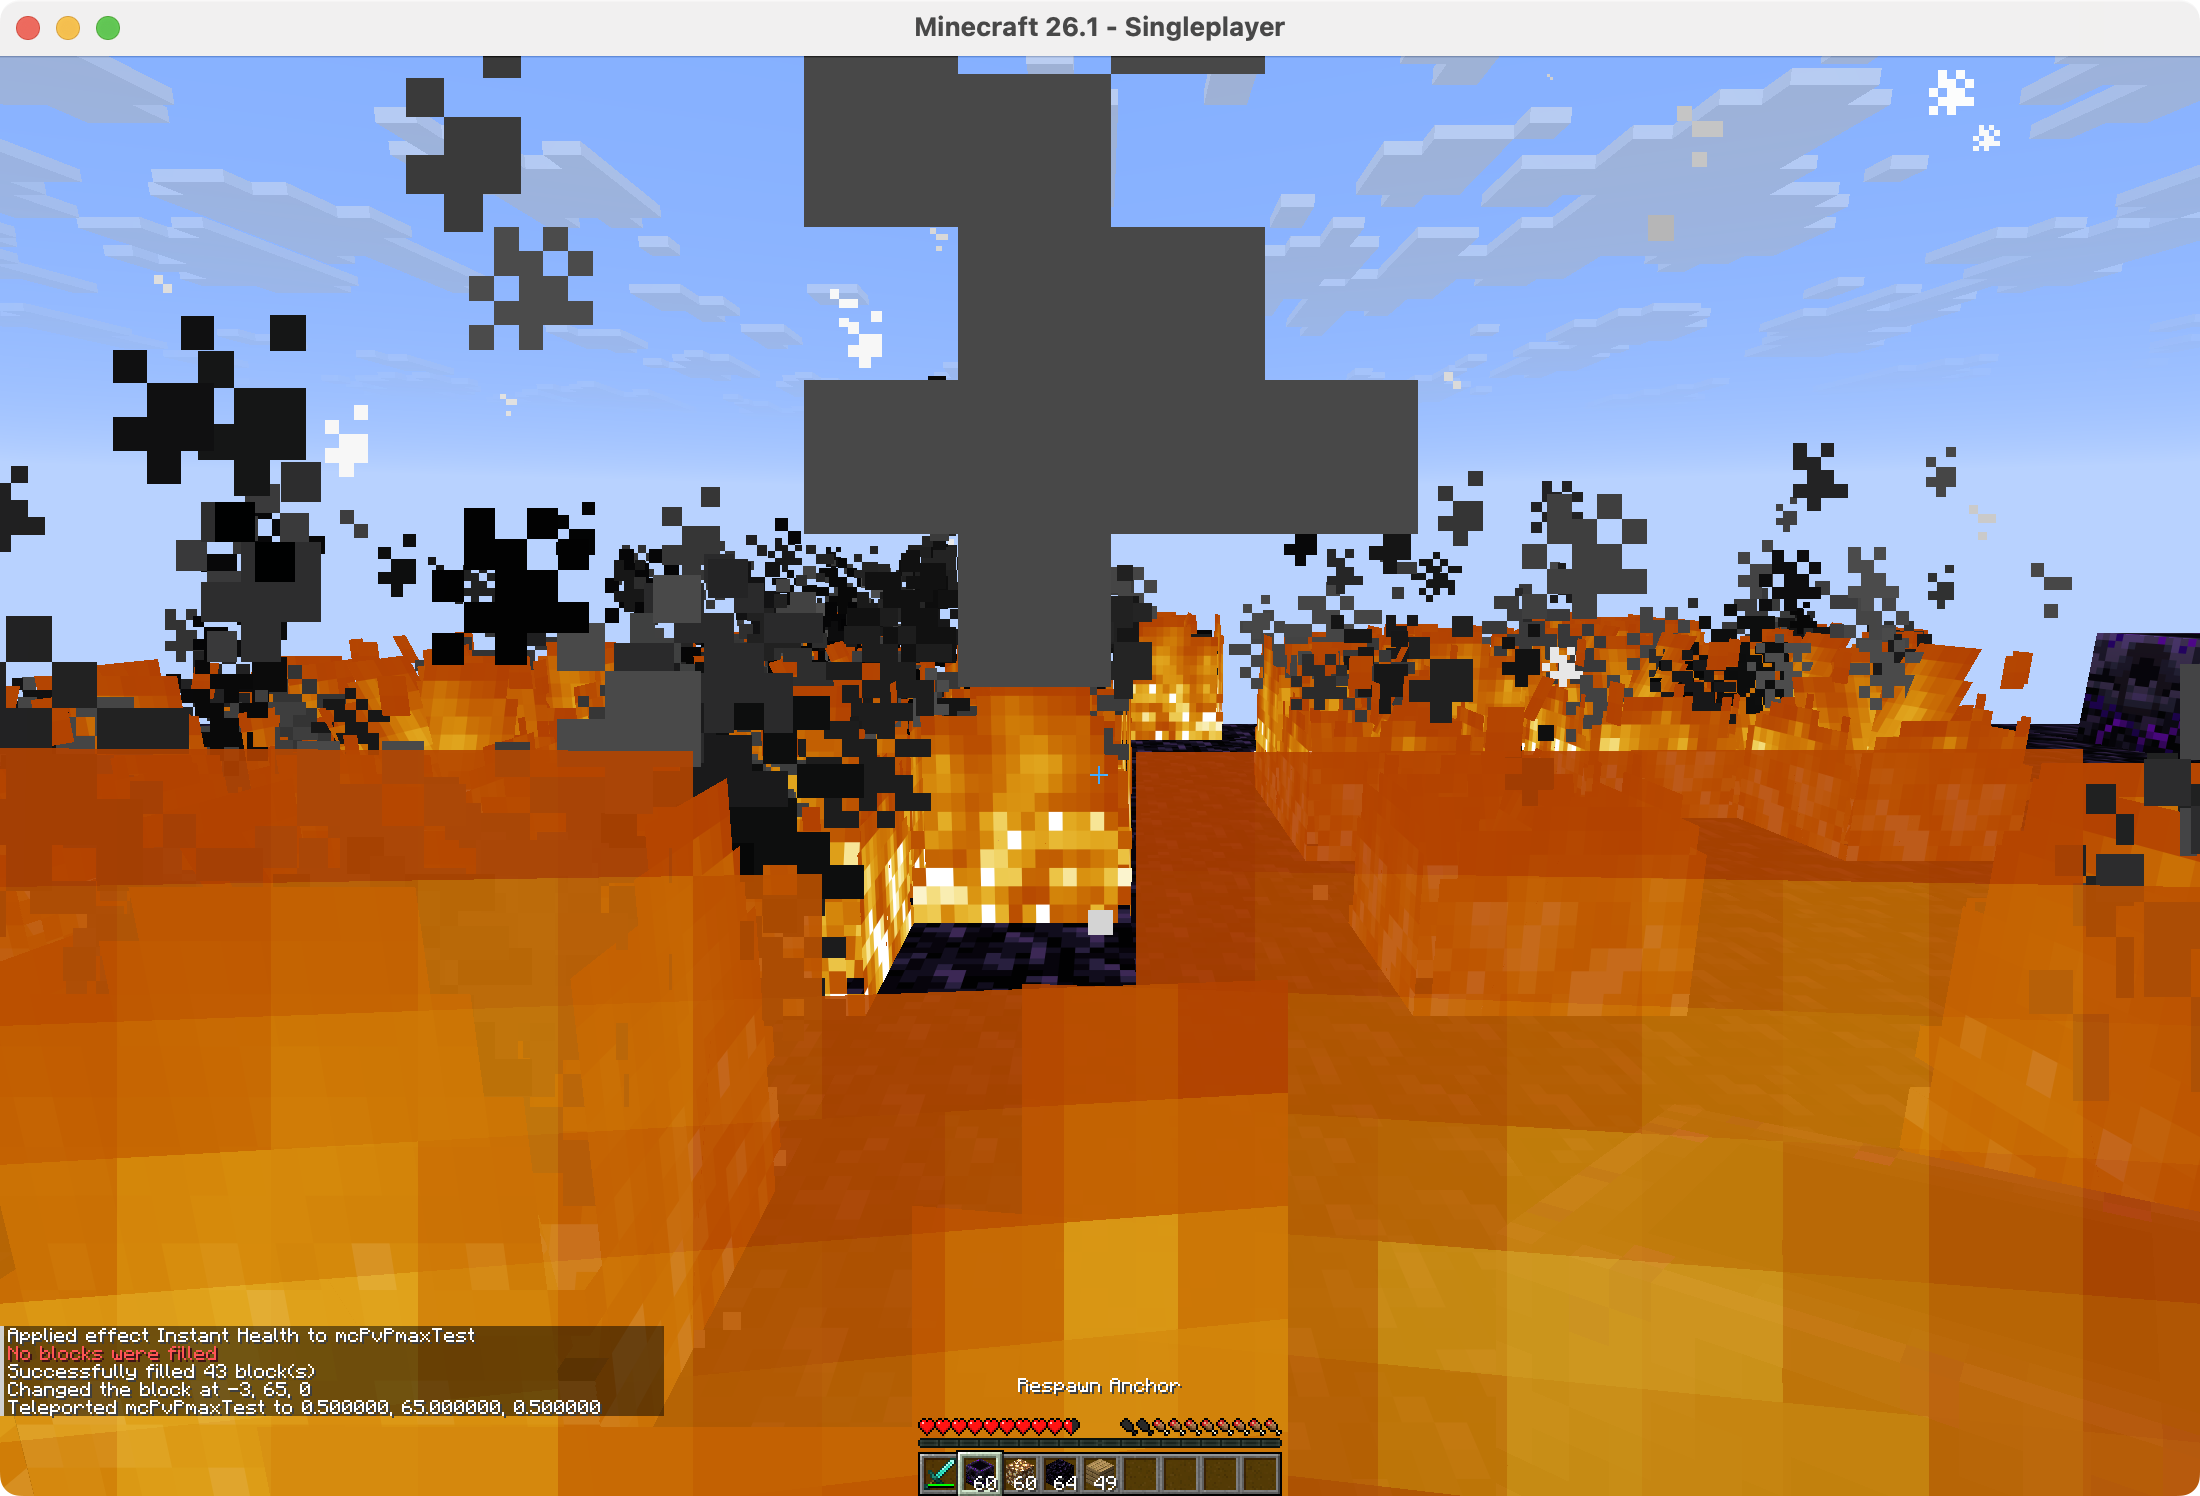 Minecraft 26.1 - Singleplayer
Applied effect Instant Health to mcPvPmaxTest
No blocks were filled
Successfully filled 43 block(s)
Changed the block at -3, 65, 0
Teleported mcPvPmaxTest to 0.500000, 65.000000, 0.500000
Respawn Anchor
60 60 64 49